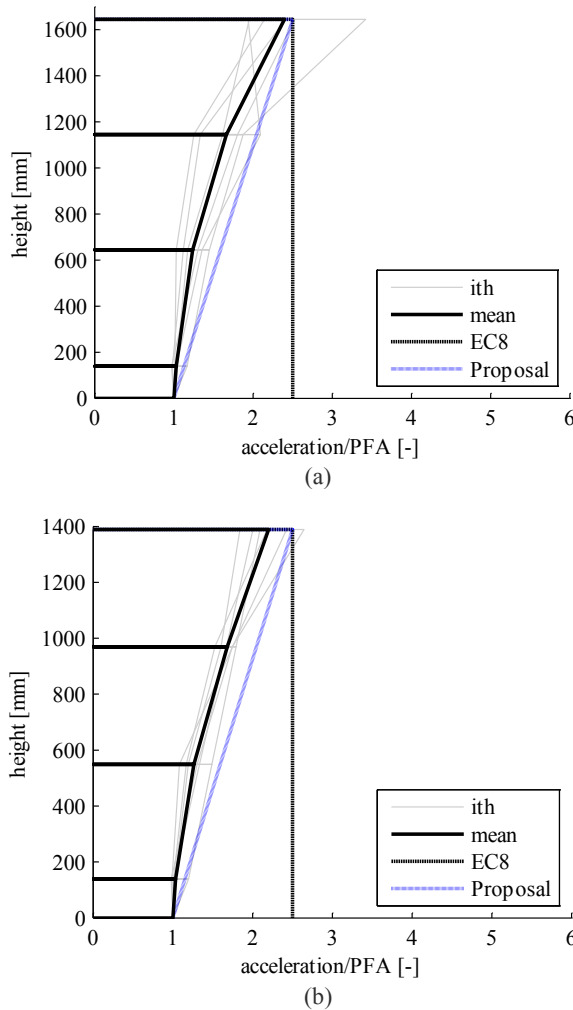 1600
1400
1200
1000
800
600
400
200
0
height [mm]
0 1 2 3 4 5 6
acceleration/PFA [-]
ith
mean
EC8
Proposal
(a)
1400
1200
1000
800
600
400
200
0
height [mm]
0 1 2 3 4 5 6
acceleration/PFA [-]
ith
mean
EC8
Proposal
(b)